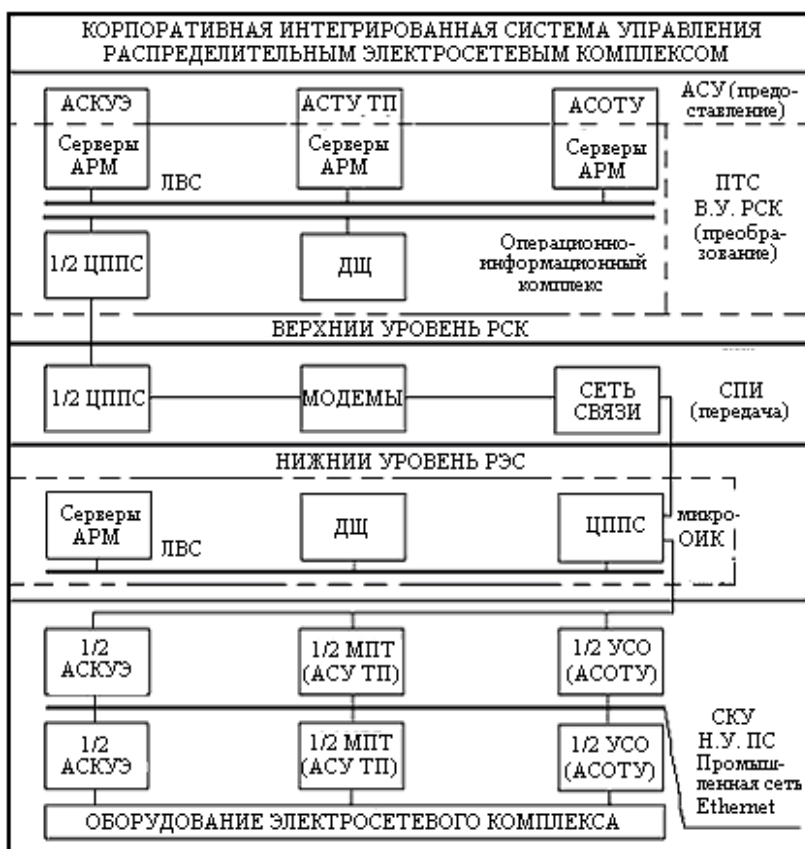 КОРПОРАТИВНАЯ ИНТЕГРИРОВАННАЯ СИСТЕМА УПРАВЛЕНИЯ
РАСПРЕДЕЛИТЕЛЬНЫМ ЭЛЕКТРОСЕТЕВЫМ КОМПЛЕКСОМ
АСКУЭ
АСТУ ТП
АСОТУ
АСУ (предо-
ставление)
Серверы
АРМ
Серверы
АРМ
Серверы
АРМ
ЛВС
ПТС
В.У. РСК
(преобра-
зование)
1/2 ЦППС
ДЩ
Операционно-
информационный
комплекс
ВЕРХНИИ УРОВЕНЬ РСК
1/2 ЦППС
МОДЕМЫ
СЕТЬ
СВЯЗИ
СПИ
(передача)
НИЖНИИ УРОВЕНЬ РЭС
Серверы
АРМ
ЛВС
ДЩ
ЦППС
микро-
ОИК
1/2
АСКУЭ
1/2 МПТ
(АСУ ТП)
1/2 УСО
(АСОТУ)
1/2
АСКУЭ
1/2 МПТ
(АСУ ТП)
1/2 УСО
(АСОТУ)
СКУ
Н.У. ПС
Промыш-
ленная сеть
Ethernet
ОБОРУДОВАНИЕ ЭЛЕКТРОСЕТЕВОГО КОМПЛЕКСА